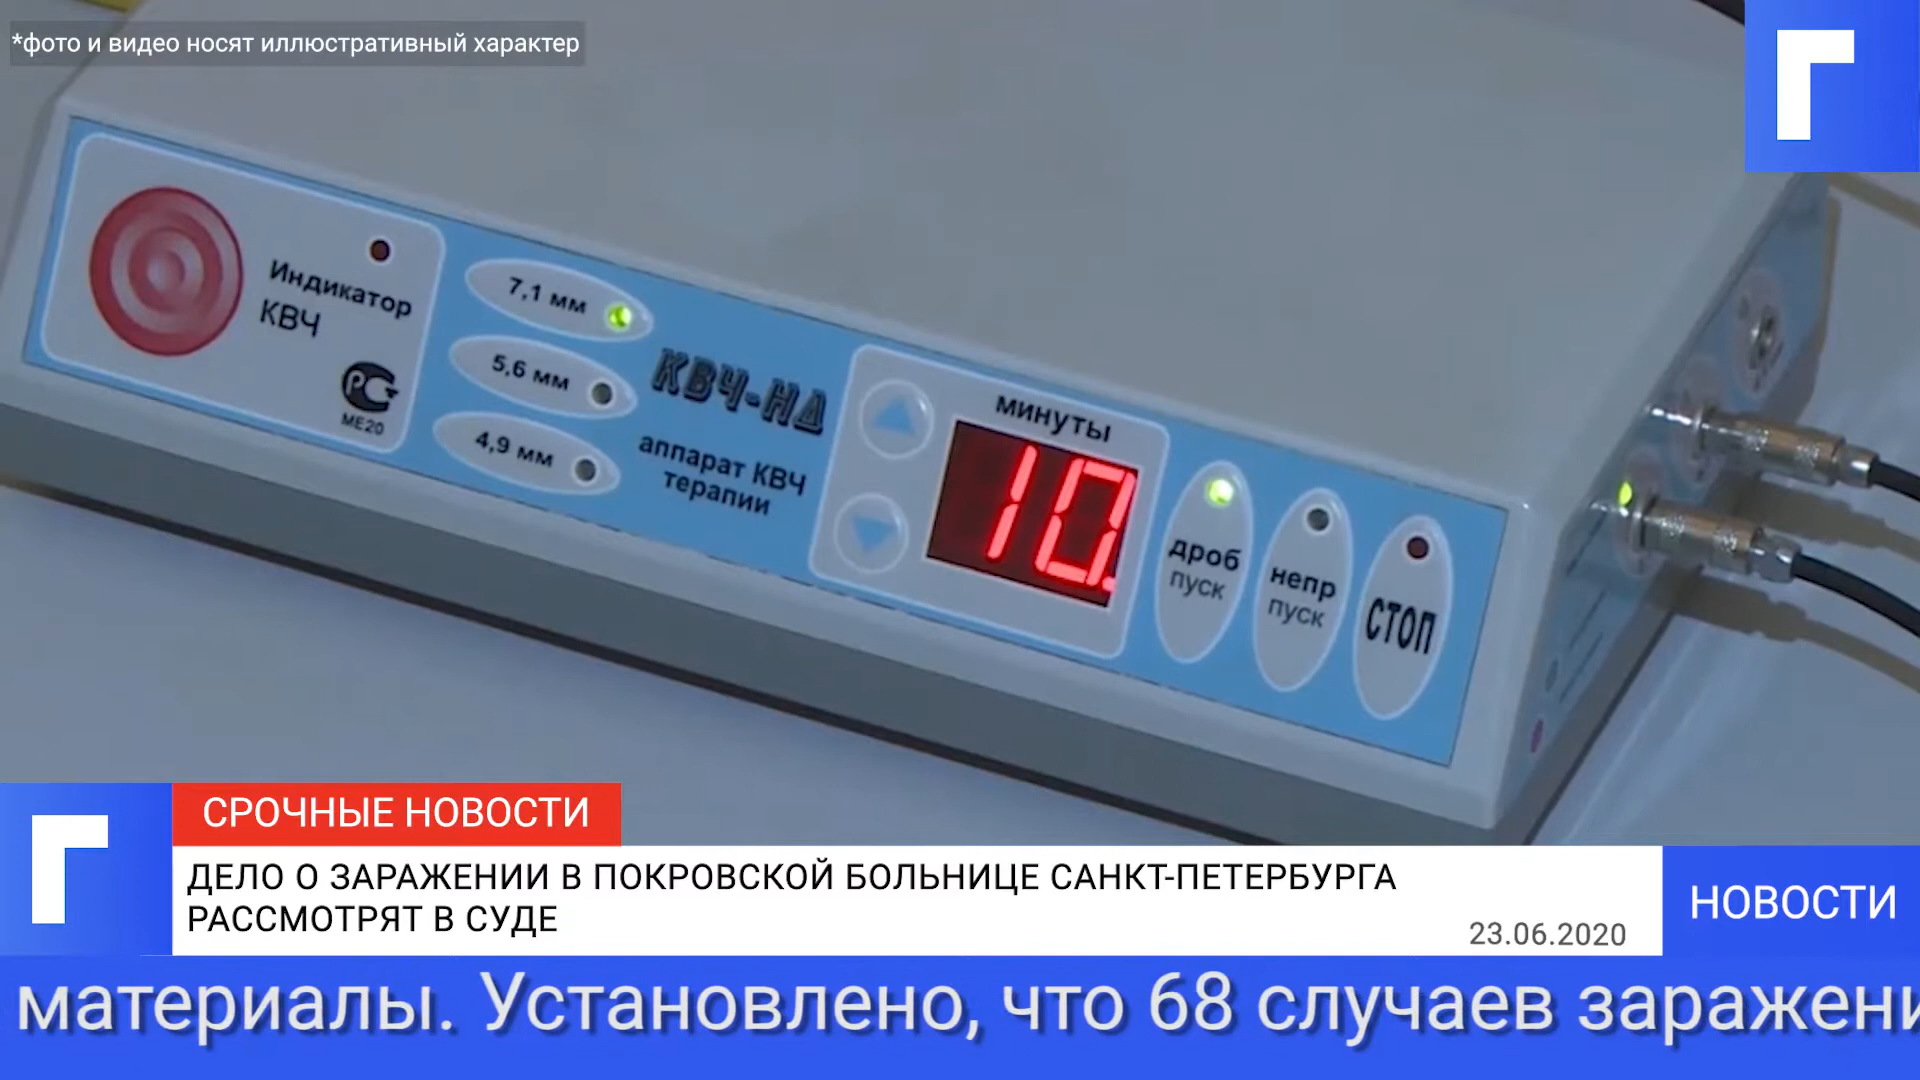 *фото и видео носят иллюстративный характер
Г
Индикатор
КВЧ
РС
МЕ20
7,1 мм
5,6 мм
4,9 мм
КВЧ-НД
аппарат КВЧ
терапии
минуты
10.
дроб
пуск
непр
пуск
СТОП
Г
СРОЧНЫЕ НОВОСТИ
ДЕЛО О ЗАРАЖЕНИИ В ПОКРОВСКОЙ БОЛЬНИЦЕ САНКТ-ПЕТЕРБУРГА
РАССМОТРЯТ В СУДЕ
23.06.2020
НОВОСТИ
материалы. Установлено, что 68 случаев заражени